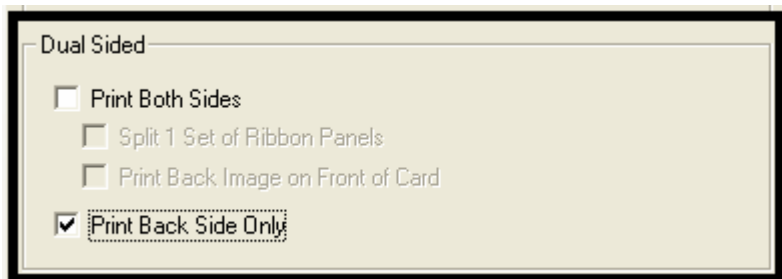 Dual Sided
Print Both Sides
Split 1 Set of Ribbon Panels
Print Back Image on Front of Card
Print Back Side Only